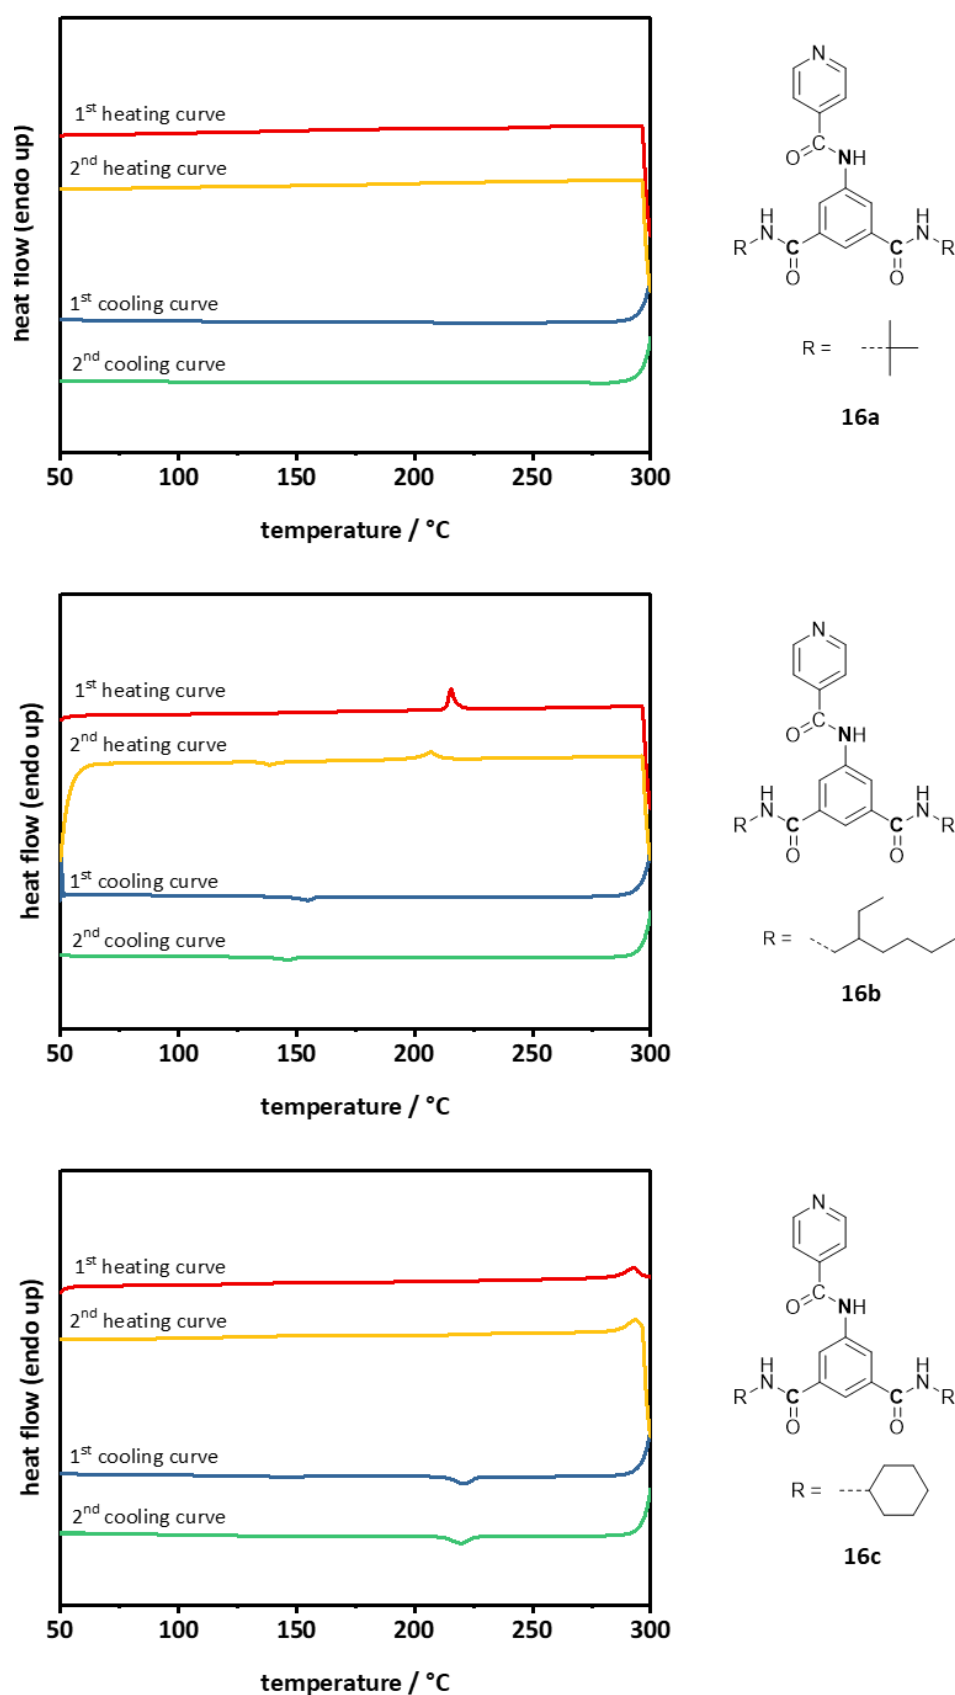 heat flow (endo up)
1st heating curve
2nd heating curve
1st cooling curve
2nd cooling curve
50 100 150 200 250 300
temperature / °C
N
O C NH
H H
R N C C N R
O O
R =
16a
heat flow (endo up)
1st heating curve
2nd heating curve
1st cooling curve
2nd cooling curve
50 100 150 200 250 300
temperature / °C
N
O C NH
H H
R N C C N R
O O
R =
16b
heat flow (endo up)
1st heating curve
2nd heating curve
1st cooling curve
2nd cooling curve
50 100 150 200 250 300
temperature / °C
N
O C NH
H H
R N C C N R
O O
R =
16c